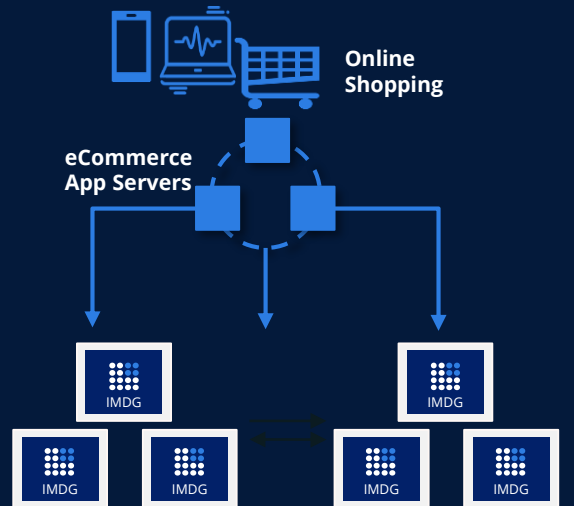 Online
Shopping
eCommerce
App Servers
IMDG
IMDG
IMDG
IMDG
IMDG
IMDG